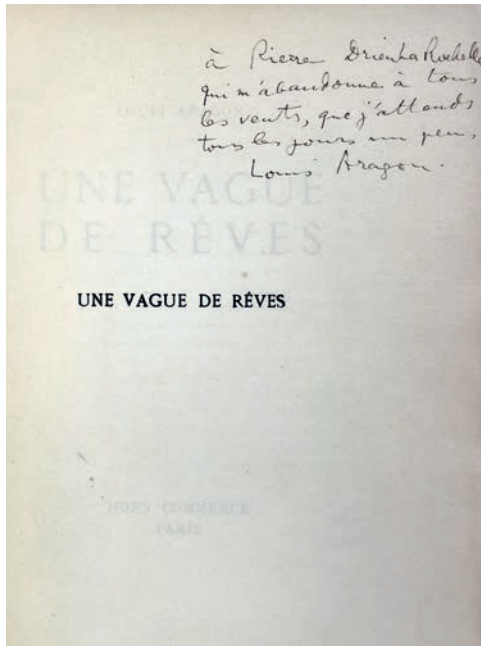 à Pierre Drieu La Rochelle
qui m'abandonne à tous
les vents, que j'attends
tous les jours un peu,
Louis Aragon.
LOUIS ARAGON
UNE VAGUE
DE RÊVES
UNE VAGUE DE RÊVES
HORS COMMERCE
PARIS